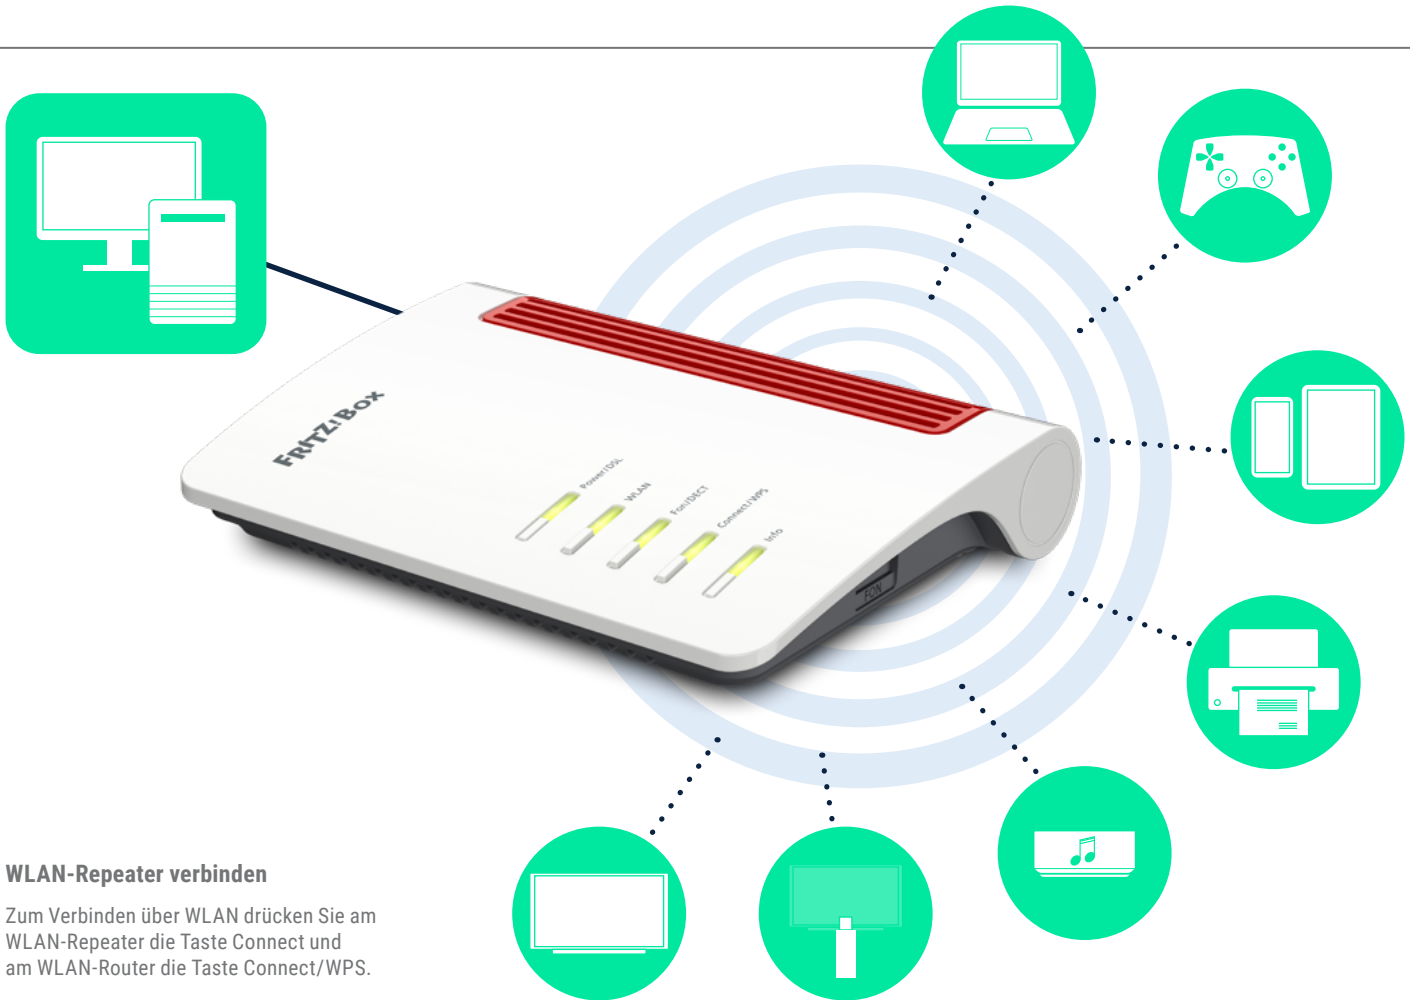 FRITZ!Box
Power/DSL
WLAN
Fon/DECT
Connect/WPS
Info
FON
WLAN-Repeater verbinden
Zum Verbinden über WLAN drücken Sie am
WLAN-Repeater die Taste Connect und
am WLAN-Router die Taste Connect/WPS.